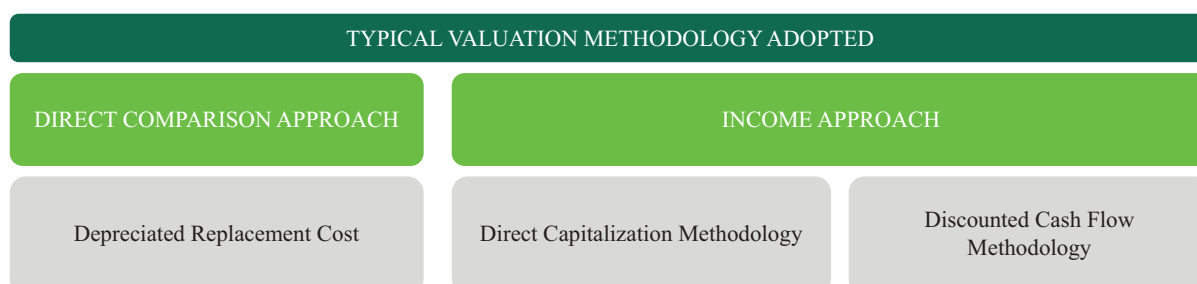 TYPICAL VALUATION METHODOLOGY ADOPTED
DIRECT COMPARISON APPROACH
INCOME APPROACH
Depreciated Replacement Cost
Direct Capitalization Methodology
Discounted Cash Flow
Methodology